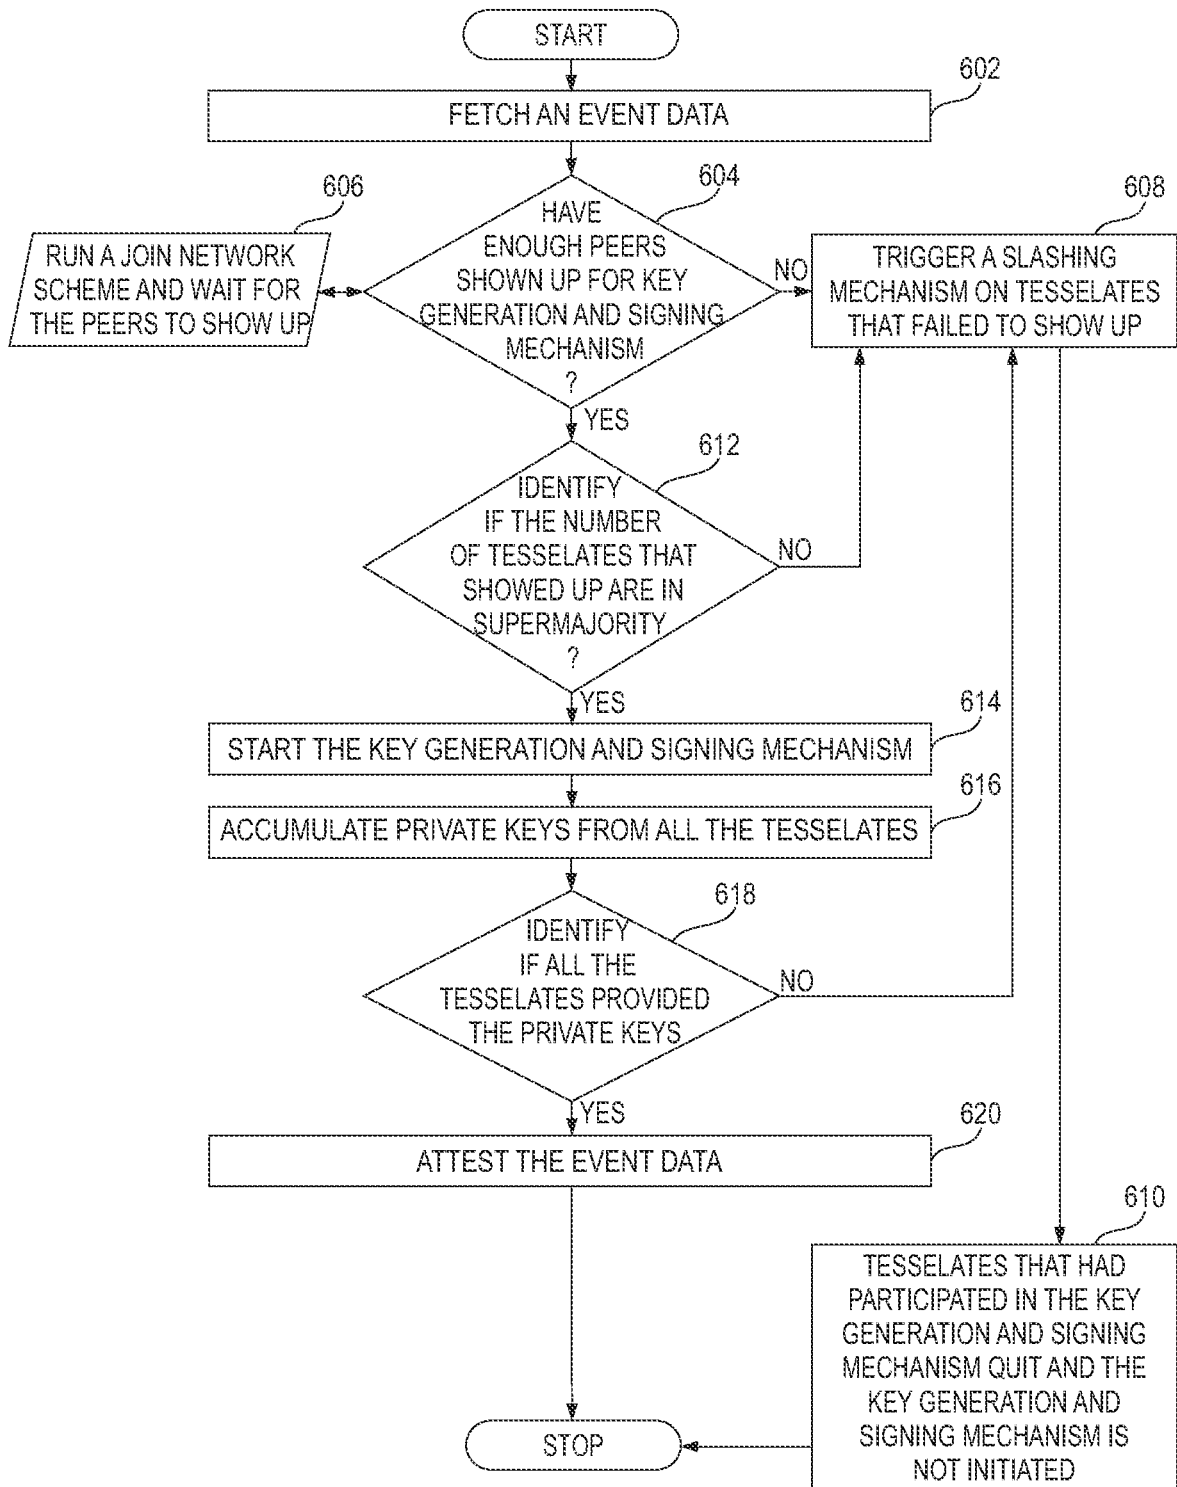 START
602
FETCH AN EVENT DATA
604
HAVE
ENOUGH PEERS
SHOWN UP FOR KEY
GENERATION AND SIGNING
MECHANISM
?
606
RUN A JOIN NETWORK
SCHEME AND WAIT FOR
THE PEERS TO SHOW UP
NO
608
TRIGGER A SLASHING
MECHANISM ON TESSELATES
THAT FAILED TO SHOW UP
YES
612
IDENTIFY
IF THE NUMBER
OF TESSELATES THAT
SHOWED UP ARE IN
SUPERMAJORITY
?
NO
YES
614
START THE KEY GENERATION AND SIGNING MECHANISM
616
ACCUMULATE PRIVATE KEYS FROM ALL THE TESSELATES
618
IDENTIFY
IF ALL THE
TESSELATES PROVIDED
THE PRIVATE KEYS
NO
YES
620
ATTEST THE EVENT DATA
610
TESSELATES THAT HAD
PARTICIPATED IN THE KEY
GENERATION AND SIGNING
MECHANISM QUIT AND THE
KEY GENERATION AND
SIGNING MECHANISM IS
NOT INITIATED
STOP